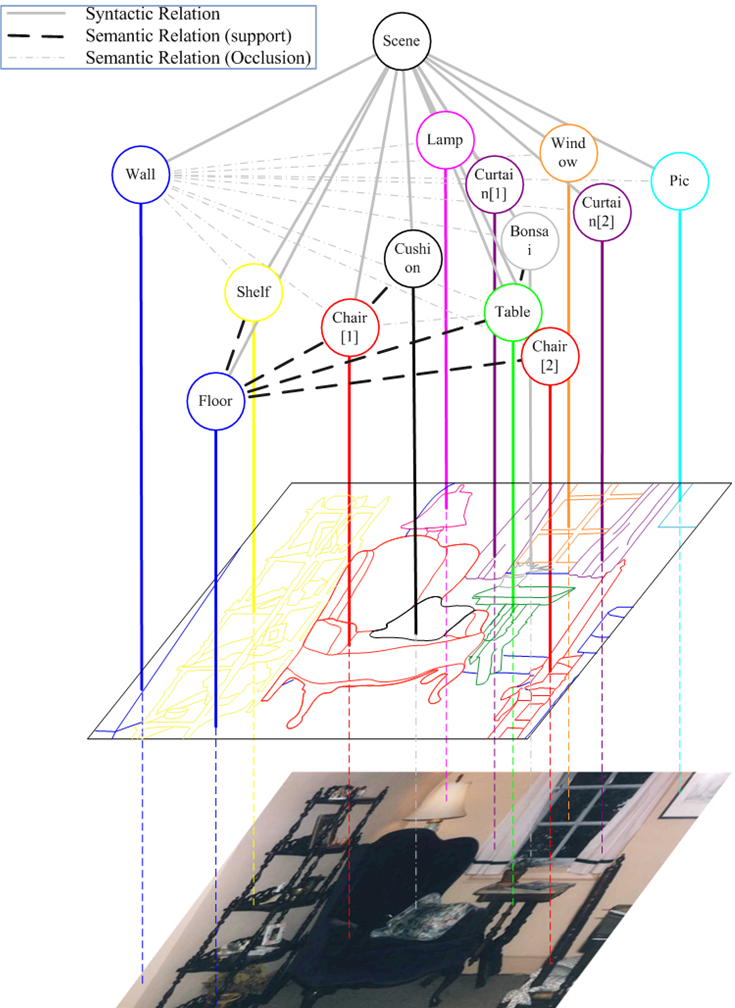 Syntactic Relation
Semantic Relation (support)
Semantic Relation (Occlusion)
Scene
Lamp
Wind
ow
Wall
Curtai
n[1]
Pic
Curtai
n[2]
Bonsa
i
Cushi
on
Shelf
Chair
[1]
Table
Chair
[2]
Floor